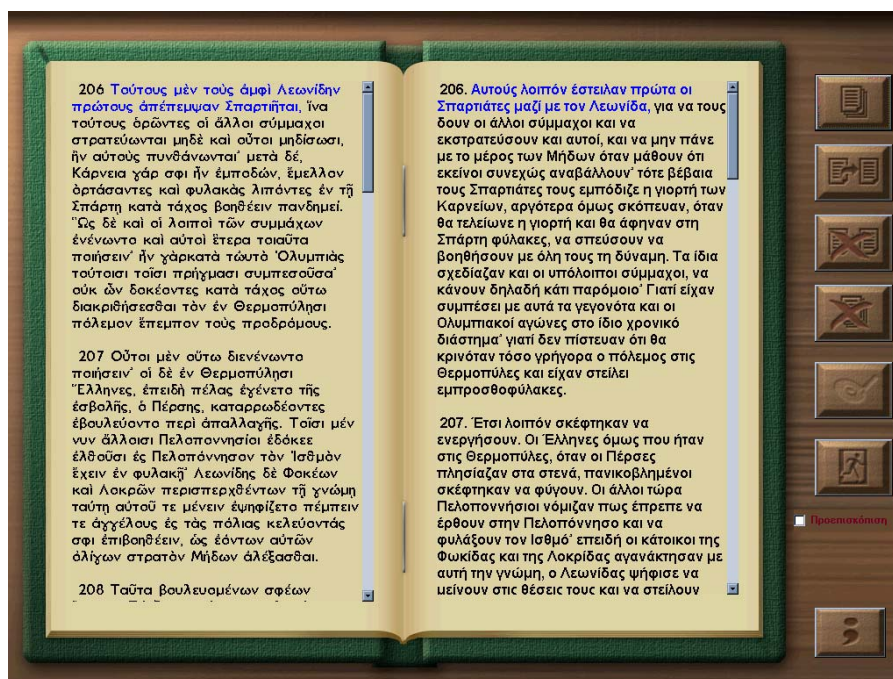 206 Τούτους μὲν τοὺς ἀμφὶ Λεωνίδην
πρώτους ἀπέπεμψαν Σπαρτιῆται, ἵνα
τούτους ὁρῶντες οἱ ἄλλοι σύμμαχοι
στρατεύωνται μηδὲ καὶ οὗτοι μηδίσωσι,
ἢν αὐτοὺς πυνθάνωνται· μετὰ δέ,
Κάρνεια γάρ σφι ἦν ἐμποδών, ἔμελλον
ὁρτάσαντες καὶ φυλακὰς λιπόντες ἐν τῇ
Σπάρτῃ κατὰ τάχος βοηθέειν πανδημεί.
Ὣς δὲ καὶ οἱ λοιποὶ τῶν συμμάχων
ἐνένωντο καὶ αὐτοὶ ἕτερα τοιαῦτα
ποιήσειν· ἦν γὰρκατὰ τὠυτὸ Ὀλυμπιὰς
τούτοισι τοῖσι πρήγμασι συμπεσοῦσα·
οὐκ ὦν δοκέοντες κατὰ τάχος οὕτω
διακριθήσεσθαι τὸν ἐν Θερμοπύλῃσι
πόλεμον ἔπεμπον τοὺς προδρόμους.
207 Οὗτοι μὲν οὕτω διενένωντο
ποιήσειν· οἱ δὲ ἐν Θερμοπύλῃσι
Ἕλληνες, ἐπειδὴ πέλας ἐγένετο τῆς
ἐσβολῆς, ὁ Πέρσης, καταρρωδέοντες
ἐβουλεύοντο περὶ ἀπαλλαγῆς. Τοῖσι μέν
νυν ἄλλοισι Πελοποννησίοι ἐδόκεε
ἐλθοῦσι ἐς Πελοπόννησον τὸν Ἰσθμὸν
ἔχειν ἐν φυλακῇ· Λεωνίδης δὲ Φωκέων
καὶ Λοκρῶν περισπερχθέντων τῇ γνώμῃ
ταύτῃ αὐτοῦ τε μένειν ἐψηφίζετο πέμπειν
τε ἀγγέλους ἐς τὰς πόλιας κελεύοντάς
σφι ἐπιβοηθέειν, ὡς ἐόντων αὐτῶν
ὀλίγων στρατὸν Μήδων ἀλέξασθαι.
208 Ταῦτα βουλευομένων σφέων
206. Αυτούς λοιπόν έστειλαν πρώτα οι
Σπαρτιάτες μαζί με τον Λεωνίδα, για να τους
δουν οι άλλοι σύμμαχοι και να
εκστρατεύσουν και αυτοί, και να μην πάνε
με το μέρος των Μήδων όταν μάθουν ότι
εκείνοι συνεχώς αναβάλλουν· τότε βέβαια
τους Σπαρτιάτες τους εμπόδιζε η γιορτή των
Καρνείων, αργότερα όμως σκόπευαν, όταν
θα τελείωνε η γιορτή και θα άφηναν στη
Σπάρτη φύλακες, να σπεύσουν να
βοηθήσουν με όλη τους τη δύναμη. Τα ίδια
σχεδίαζαν και οι υπόλοιποι σύμμαχοι, να
κάνουν δηλαδή κάτι παρόμοιο· Γιατί είχαν
συμπέσει με αυτά τα γεγονότα και οι
Ολυμπιακοί αγώνες στο ίδιο χρονικό
διάστημα· γιατί δεν πίστευαν ότι θα
κρινόταν τόσο γρήγορα ο πόλεμος στις
Θερμοπύλες και είχαν στείλει
εμπροσθοφύλακες.
207. Έτσι λοιπόν σκέφτηκαν να
ενεργήσουν. Οι Έλληνες όμως που ήταν
στις Θερμοπύλες, όταν οι Πέρσες
πλησίαζαν στα στενά, πανικοβλημένοι
σκέφτηκαν να φύγουν. Οι άλλοι τώρα
Πελοποννήσιοι νόμιζαν πως έπρεπε να
έρθουν στην Πελοπόννησο και να
φυλάξουν τον Ισθμό· επειδή οι κάτοικοι της
Φωκίδας και της Λοκρίδας αγανάκτησαν με
αυτή την γνώμη, ο Λεωνίδας ψήφισε να
μείνουν στις θέσεις τους και να στείλουν
Προεπισκόπιση